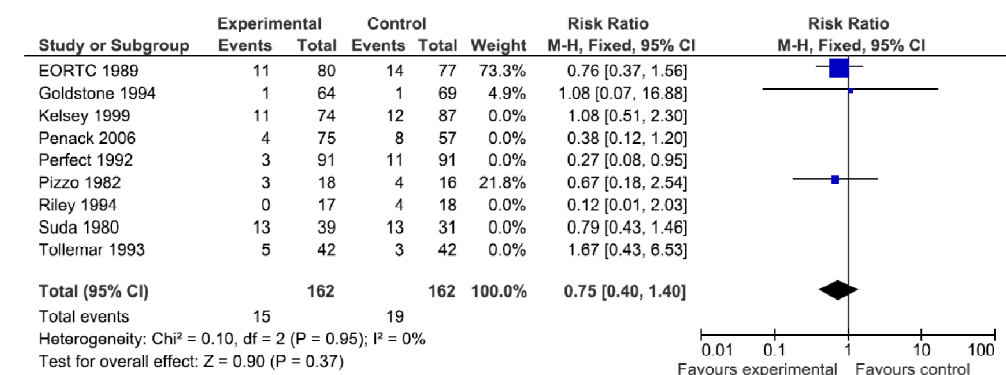 Experimental Control Risk Ratio Risk Ratio
Study or Subgroup Events Total Events Total Weight M-H, Fixed, 95% CI M-H, Fixed, 95% CI
EORTC 1989 11 80 14 77 73.3% 0.76 [0.37, 1.56]
Goldstone 1994 1 64 1 69 4.9% 1.08 [0.07, 16.88]
Kelsey 1999 11 74 12 87 0.0% 1.08 [0.51, 2.30]
Penack 2006 4 75 8 57 0.0% 0.38 [0.12, 1.20]
Perfect 1992 3 91 11 91 0.0% 0.27 [0.08, 0.95]
Pizzo 1982 3 18 4 16 21.8% 0.67 [0.18, 2.54]
Riley 1994 0 17 4 18 0.0% 0.12 [0.01, 2.03]
Suda 1980 13 39 13 31 0.0% 0.79 [0.43, 1.46]
Tollemar 1993 5 42 3 42 0.0% 1.67 [0.43, 6.53]
Total (95% CI) 162 162 100.0% 0.75 [0.40, 1.40]
Total events 15 19
Heterogeneity: Chi² = 0.10, df = 2 (P = 0.95); I² = 0%
Test for overall effect: Z = 0.90 (P = 0.37)
0.01 0.1 1 10 100
Favours experimental Favours control